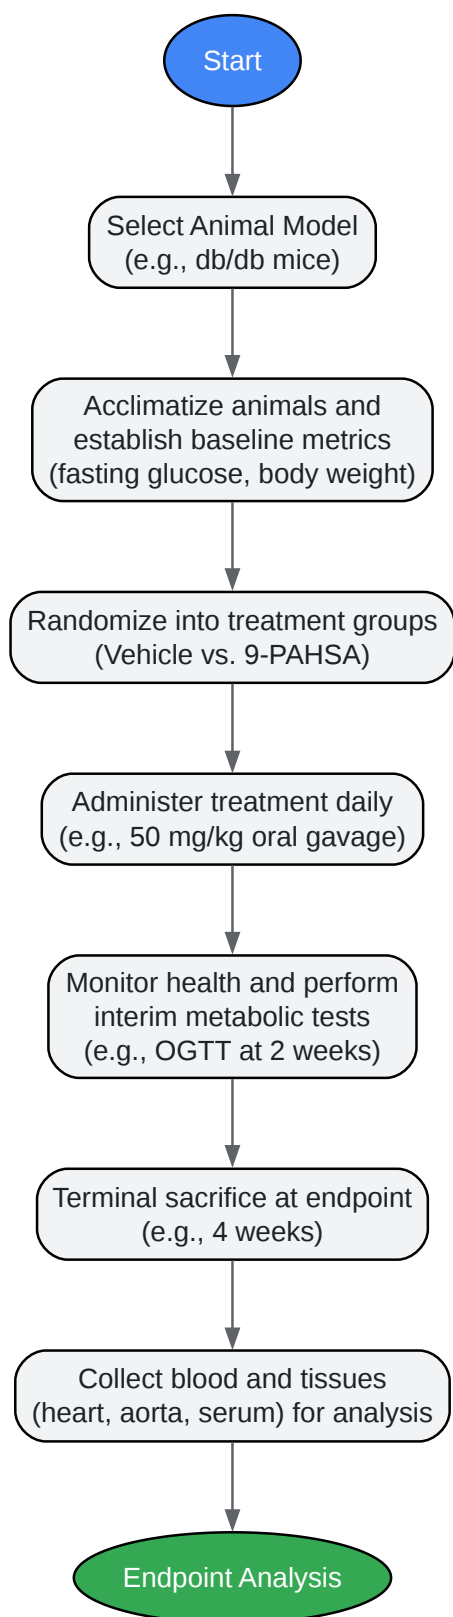 Start
Select Animal Model
(e.g., db/db mice)
Acclimatize animals and
establish baseline metrics
(fasting glucose, body weight)
Randomize into treatment groups
(Vehicle vs. 9-PAHSA)
Administer treatment daily
(e.g., 50 mg/kg oral gavage)
Monitor health and perform
interim metabolic tests
(e.g., OGTT at 2 weeks)
Terminal sacrifice at endpoint
(e.g., 4 weeks)
Collect blood and tissues
(heart, aorta, serum) for analysis
Endpoint Analysis